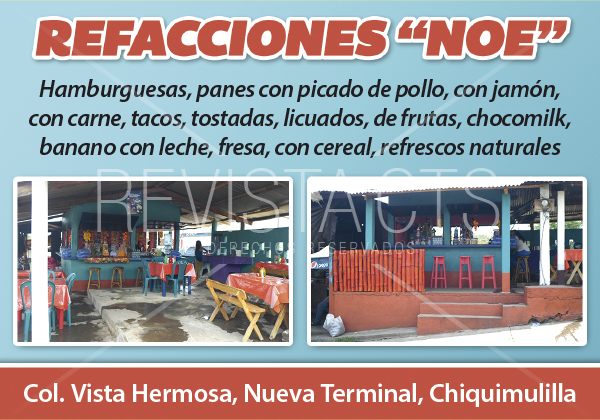 REFACCIONES “NOE”
Hamburguesas, panes con picado de pollo, con jamón,
con carne, tacos, tostadas, licuados, de frutas, chocomilk,
banano con leche, fresa, con cereal, refrescos naturales
REVISTACTS
DERECHOS RESERVADOS
pepsi
Col. Vista Hermosa, Nueva Terminal, Chiquimulilla